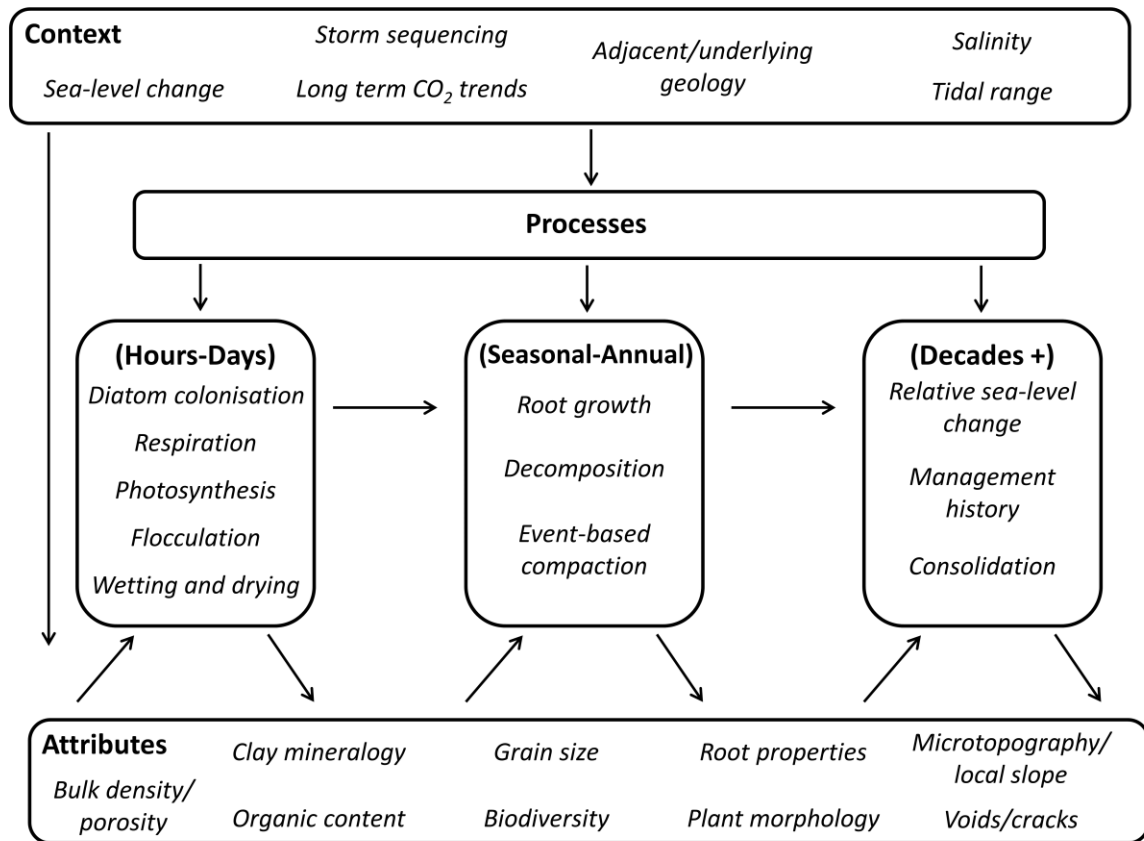 Context
Storm sequencing
Adjacent/underlying
geology
Salinity
Sea-level change
Long term CO₂ trends
Tidal range
Processes
(Hours-Days)
Diatom colonisation
Respiration
Photosynthesis
Flocculation
Wetting and drying
(Seasonal-Annual)
Root growth
Decomposition
Event-based
compaction
(Decades +)
Relative sea-level
change
Management
history
Consolidation
Attributes
Bulk density/
porosity
Clay mineralogy
Organic content
Grain size
Biodiversity
Root properties
Plant morphology
Microtopography/
local slope
Voids/cracks